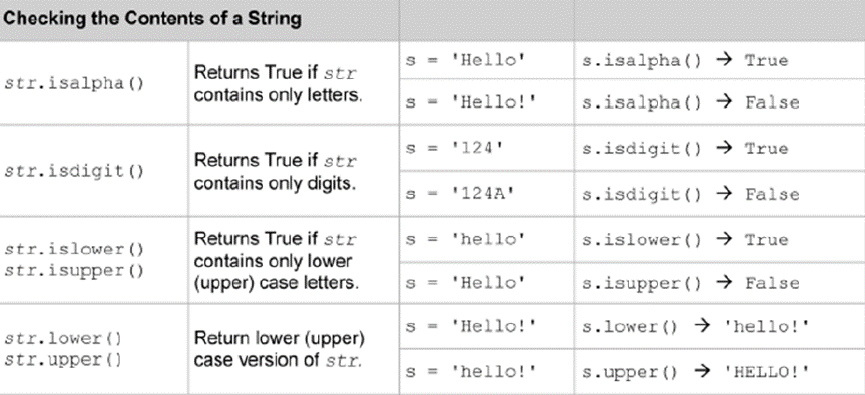 Checking the Contents of a String
str.isalpha()
Returns True if str
contains only letters.
s = 'Hello'
s.isalpha() → True
s = 'Hello!'
s.isalpha() → False
str.isdigit()
Returns True if str
contains only digits.
s = '124'
s.isdigit() → True
s = '124A'
s.isdigit() → False
str.islower()
str.isupper()
Returns True if str
contains only lower
(upper) case letters.
s = 'hello'
s.islower() → True
s = 'Hello'
s.isupper() → False
str.lower()
str.upper()
Return lower (upper)
case version of str.
s = 'Hello!'
s.lower() → 'hello!'
s = 'hello!'
s.upper() → 'HELLO!'